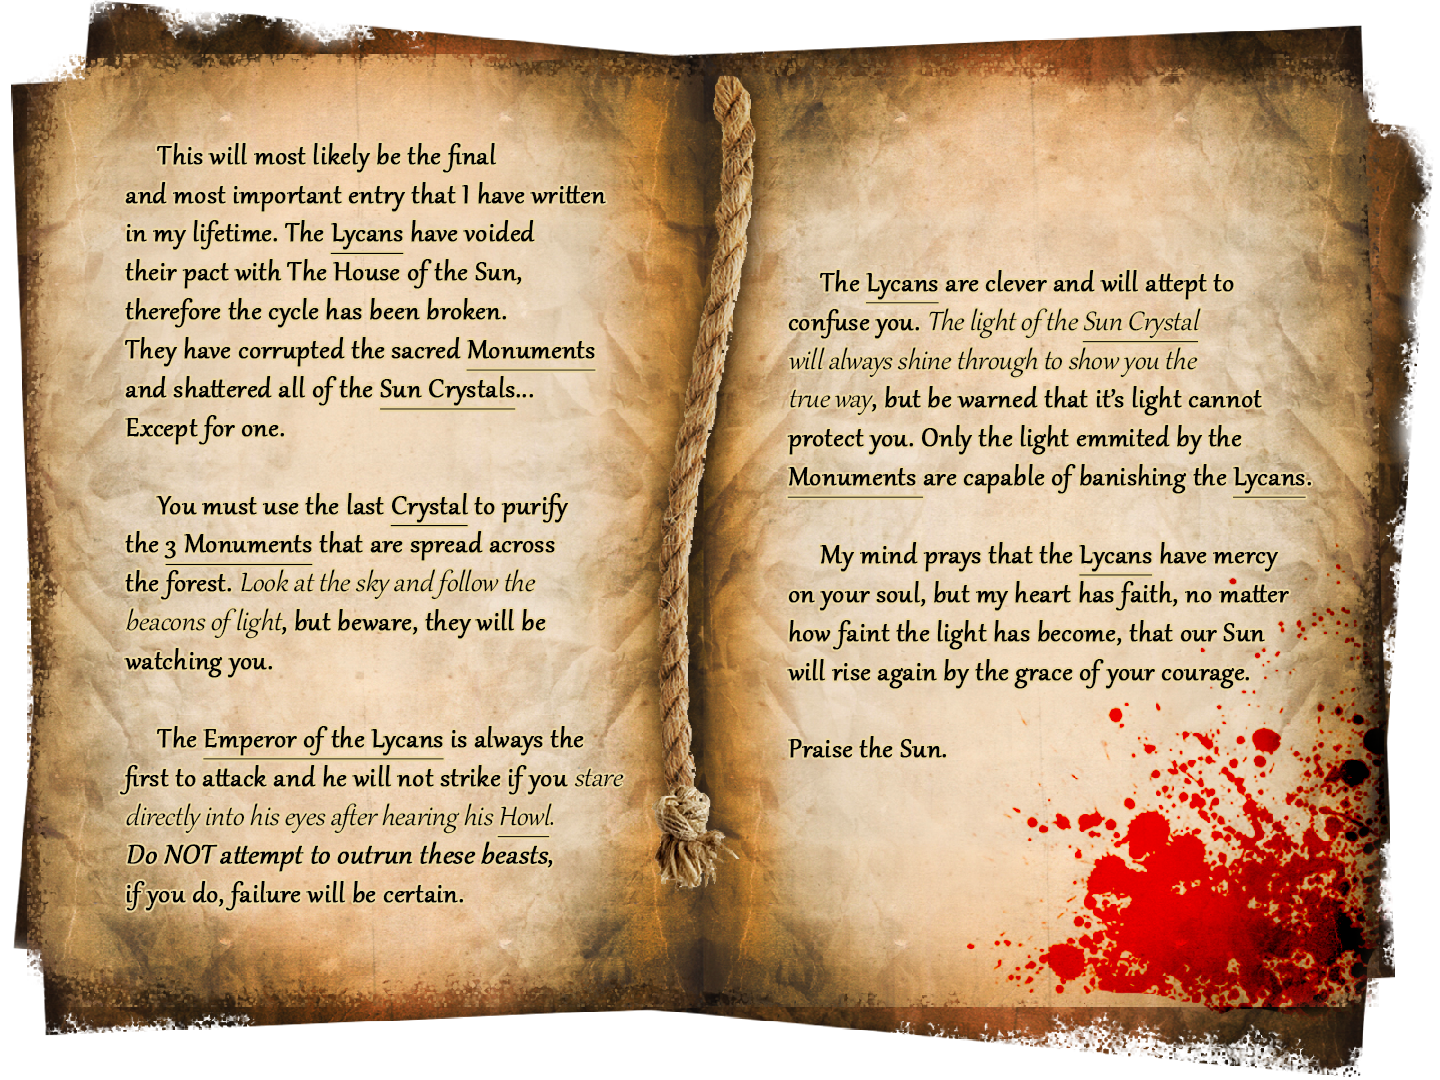 This will most likely be the final
and most important entry that I have written
in my lifetime. The Lycans have voided
their pact with The House of the Sun,
therefore the cycle has been broken.
They have corrupted the sacred Monuments
and shattered all of the Sun Crystals...
Except for one.
You must use the last Crystal to purify
the 3 Monuments that are spread across
the forest. Look at the sky and follow the
beacons of light, but beware, they will be
watching you.
The Emperor of the Lycans is always the
first to attack and he will not strike if you stare
directly into his eyes after hearing his Howl.
Do NOT attempt to outrun these beasts,
if you do, failure will be certain.
The Lycans are clever and will attept to
confuse you. The light of the Sun Crystal
will always shine through to show you the
true way, but be warned that it's light cannot
protect you. Only the light emmited by the
Monuments are capable of banishing the Lycans.
My mind prays that the Lycans have mercy
on your soul, but my heart has faith, no matter
how faint the light has become, that our Sun
will rise again by the grace of your courage.
Praise the Sun.